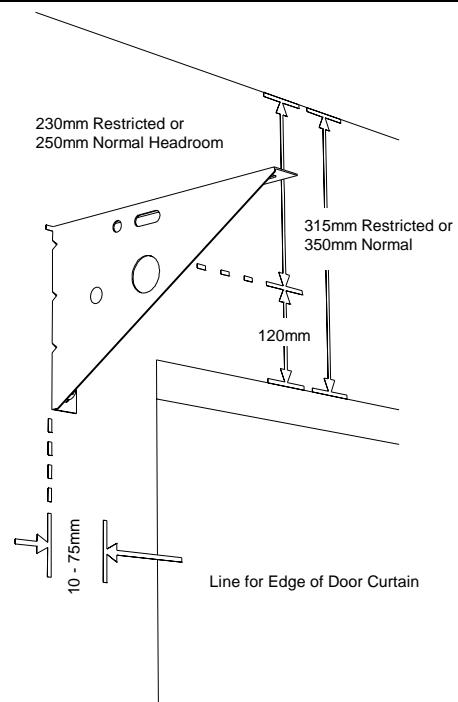 230mm Restricted or
250mm Normal Headroom
315mm Restricted or
350mm Normal
120mm
10 - 75mm
Line for Edge of Door Curtain